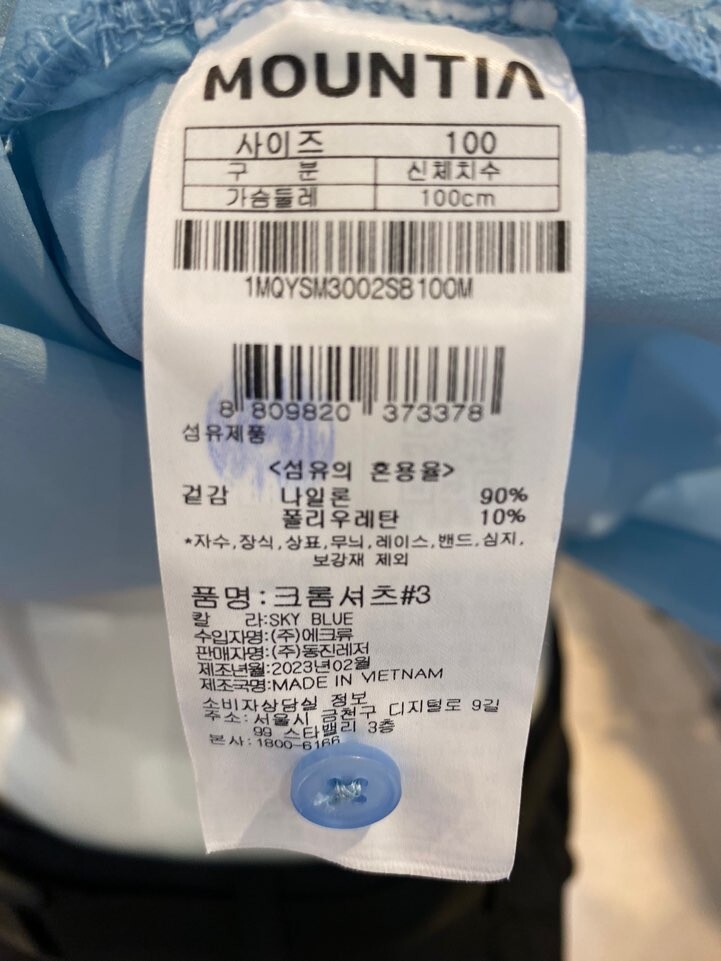 MOUNTIA
사이즈 100
구 분 신체치수
가슴둘레 100cm
1MQYSM3002SB100M
8 809820 373378
섬유제품
<섬유의 혼용율>
겉감 나일론 90%
폴리우레탄 10%
*자수,장식,상표,무늬,레이스,밴드,심지,
보강재 제외
품명:크롬셔츠#3
칼 라:SKY BLUE
수입자명:(주)에크류
판매자명:(주)동진레저
제조년월:2023년02월
제조국명:MADE IN VIETNAM
소비자상담실 정보
주소:서울시 금천구 디지털로 9길
99 스타밸리 3층
본사:1800-6166